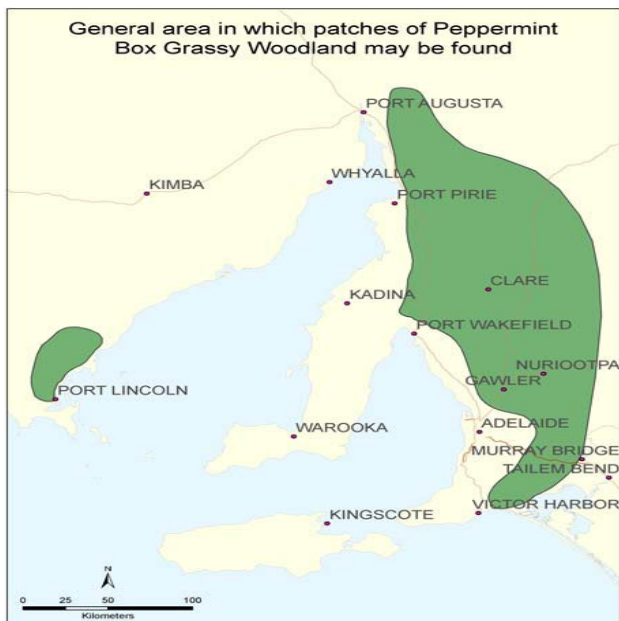 General area in which patches of Peppermint
Box Grassy Woodland may be found
PORT AUGUSTA
WHYALLA
KIMBA
PORT PIRIE
CLARE
KADINA
PORT WAKEFIELD
NURIOOTPA
GAWLER
PORT LINCOLN
ADELAIDE
WAROOKA
MURRAY BRIDGE
TAILEM BEND
VICTOR HARBOR
KINGSCOTE
N
0 25 50 100
Kilometers